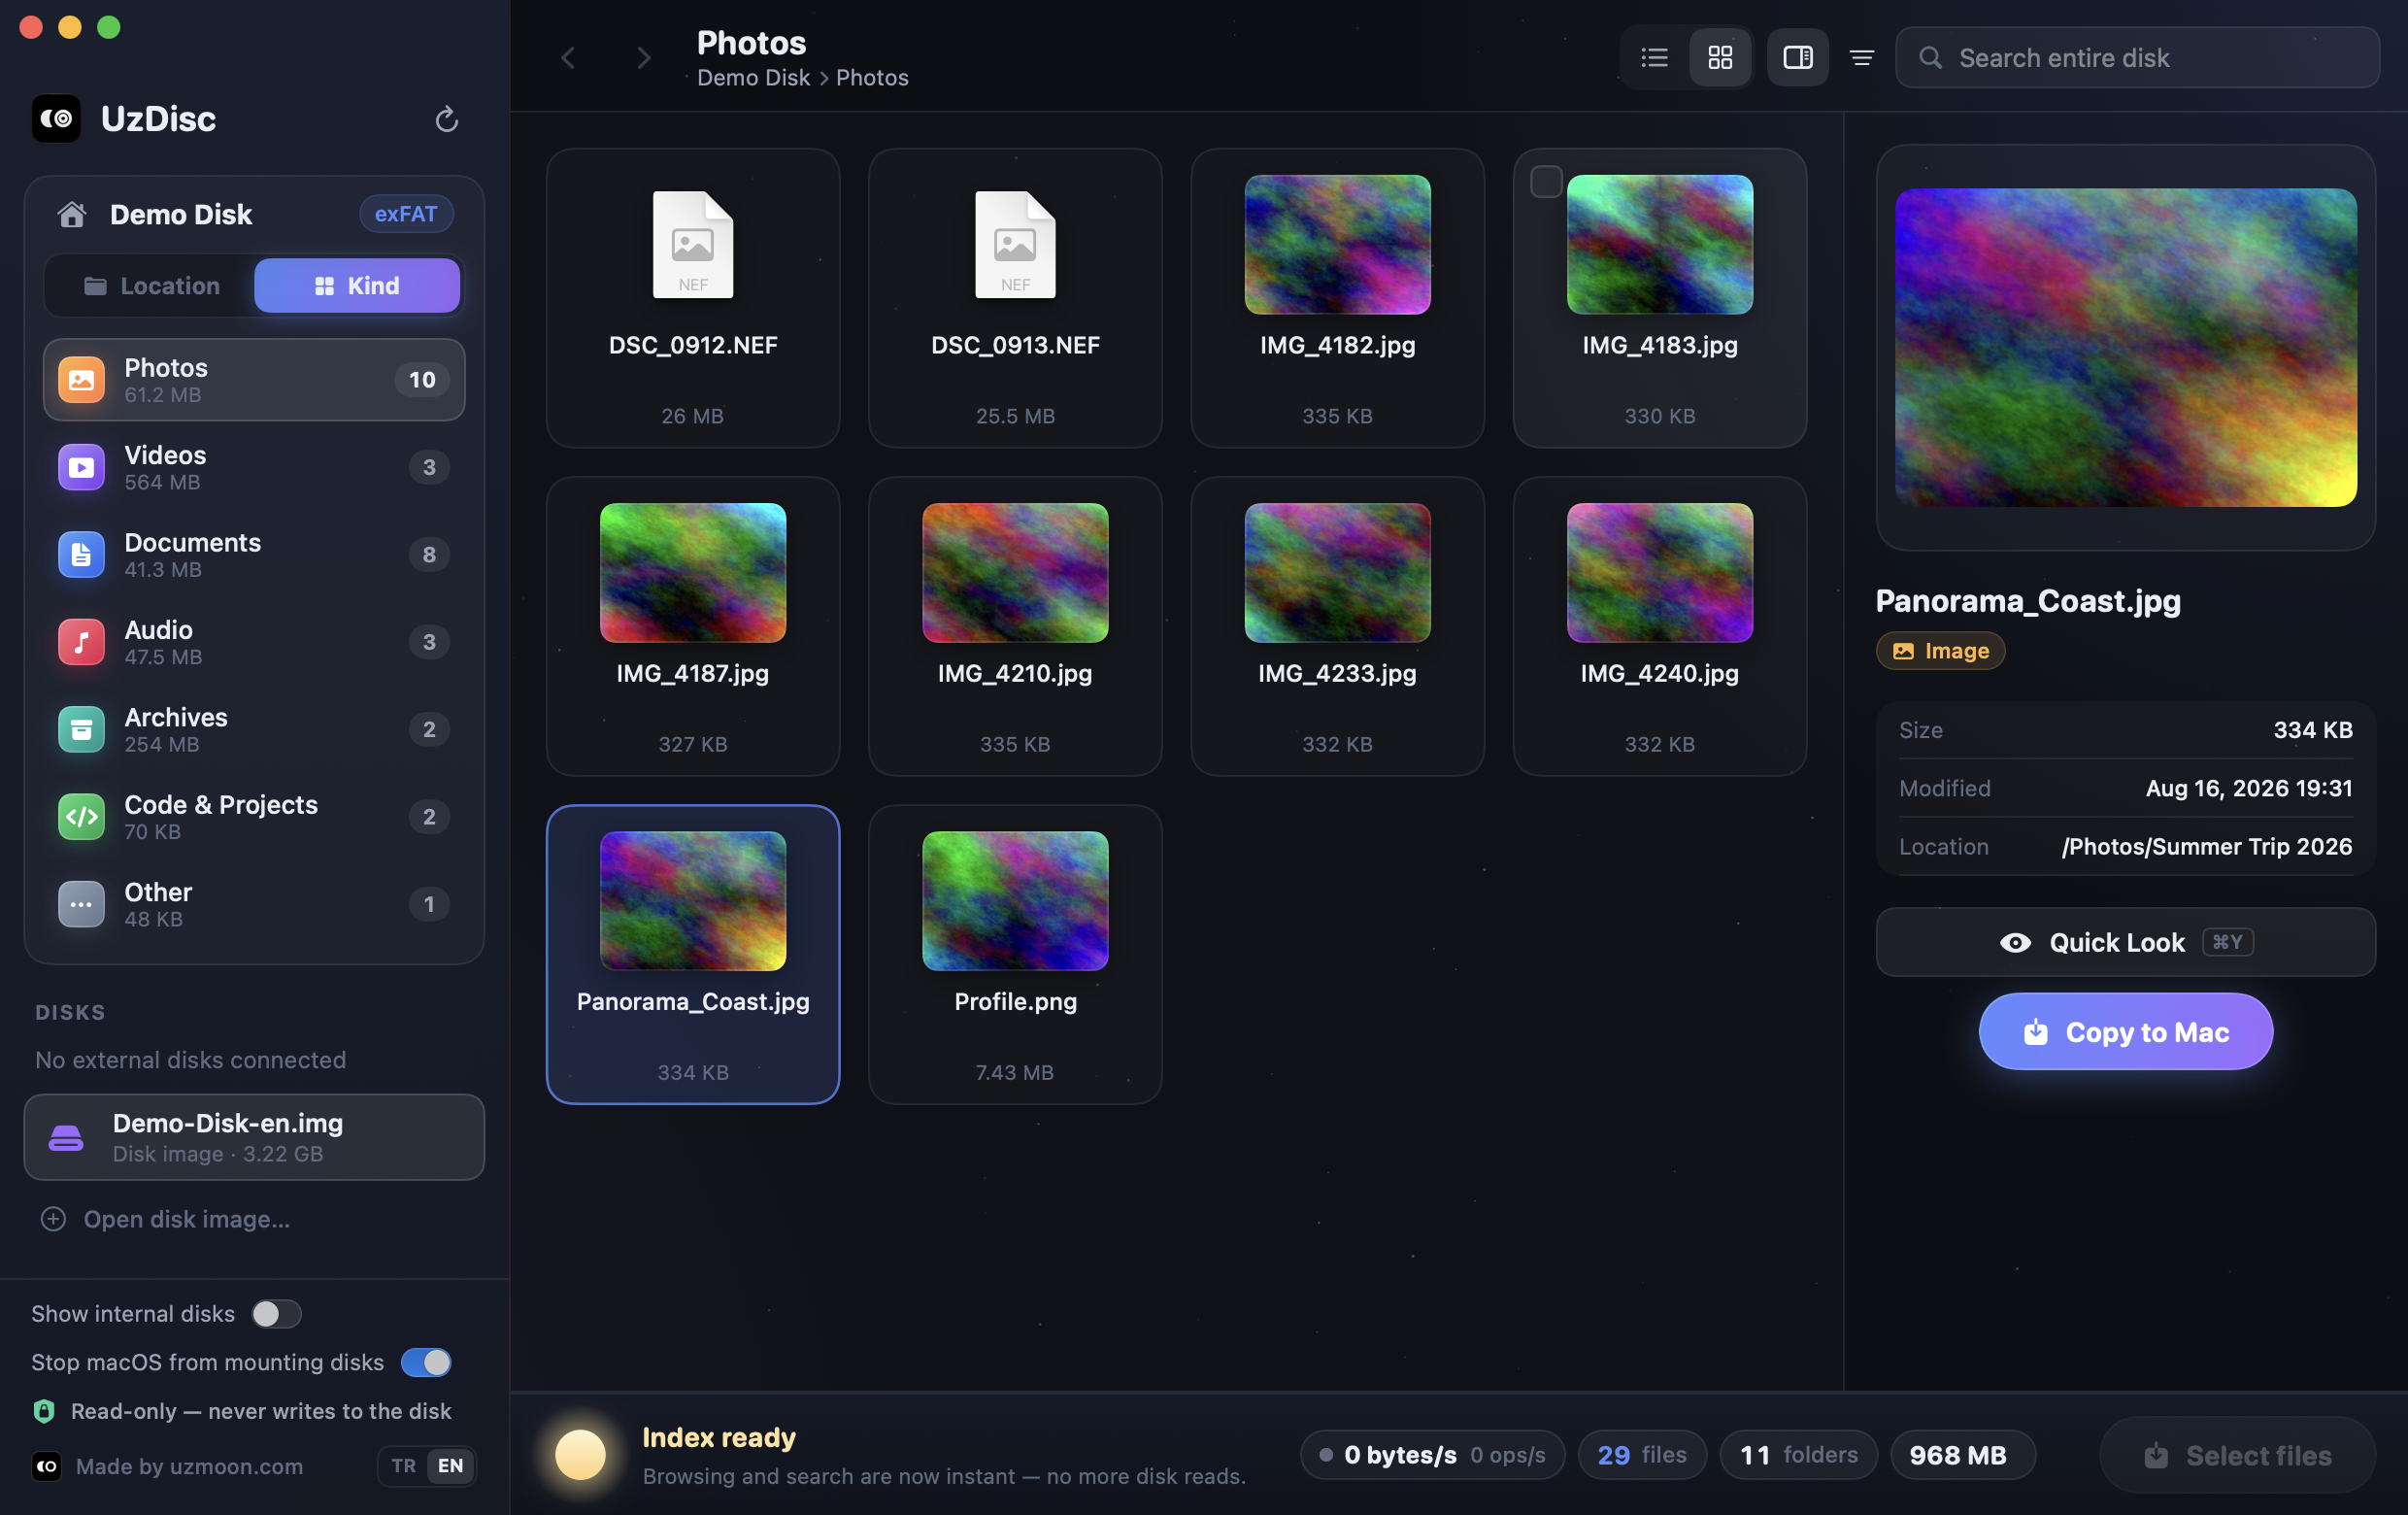 UzDisc
Demo Disk
exFAT
Location
Kind
Photos
61.2 MB
10
Videos
564 MB
3
Documents
41.3 MB
8
Audio
47.5 MB
3
Archives
254 MB
2
Code & Projects
70 KB
2
Other
48 KB
1
DISKS
No external disks connected
Demo-Disk-en.img
Disk image · 3.22 GB
Open disk image...
Show internal disks
Stop macOS from mounting disks
Read-only — never writes to the disk
Made by uzmoon.com
TR EN
Photos
Demo Disk > Photos
Search entire disk
NEF
DSC_0912.NEF
26 MB
NEF
DSC_0913.NEF
25.5 MB
IMG_4182.jpg
335 KB
IMG_4183.jpg
330 KB
IMG_4187.jpg
327 KB
IMG_4210.jpg
335 KB
IMG_4233.jpg
332 KB
IMG_4240.jpg
332 KB
Panorama_Coast.jpg
334 KB
Profile.png
7.43 MB
Panorama_Coast.jpg
Image
Size 334 KB
Modified Aug 16, 2026 19:31
Location /Photos/Summer Trip 2026
Quick Look ⌘Y
Copy to Mac
Index ready
Browsing and search are now instant — no more disk reads.
0 bytes/s 0 ops/s
29 files
11 folders
968 MB
Select files